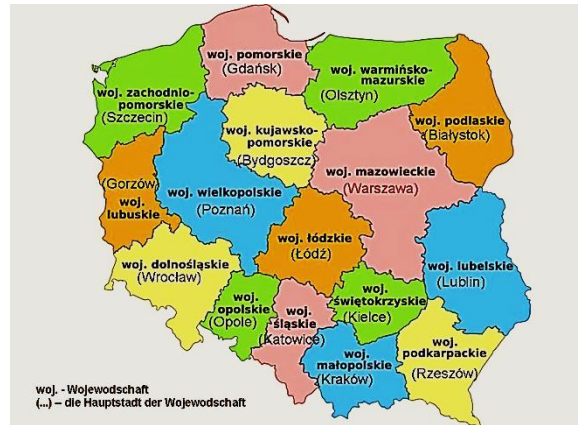 woj. pomorskie
(Gdańsk)
woj. warmińsko-
mazurskie
(Olsztyn)
woj. zachodnio-
pomorskie
(Szczecin)
woj. podlaskie
(Białystok)
woj. kujawsko-
pomorskie
(Bydgoszcz)
woj. mazowieckie
(Warszawa)
(Gorzów)
woj.
lubuskie
woj. wielkopolskie
(Poznań)
woj. łódzkie
(Łódź)
woj. dolnośląskie
(Wrocław)
woj. lubelskie
(Lublin)
woj.
opolskie
(Opole)
woj.
śląskie
(Katowice)
woj.
świętokrzyskie
(Kielce)
woj.
małopolskie
(Kraków)
woj.
podkarpackie
(Rzeszów)
woj. - Wojewodschaft
(...) – die Hauptstadt der Wojewodschaft